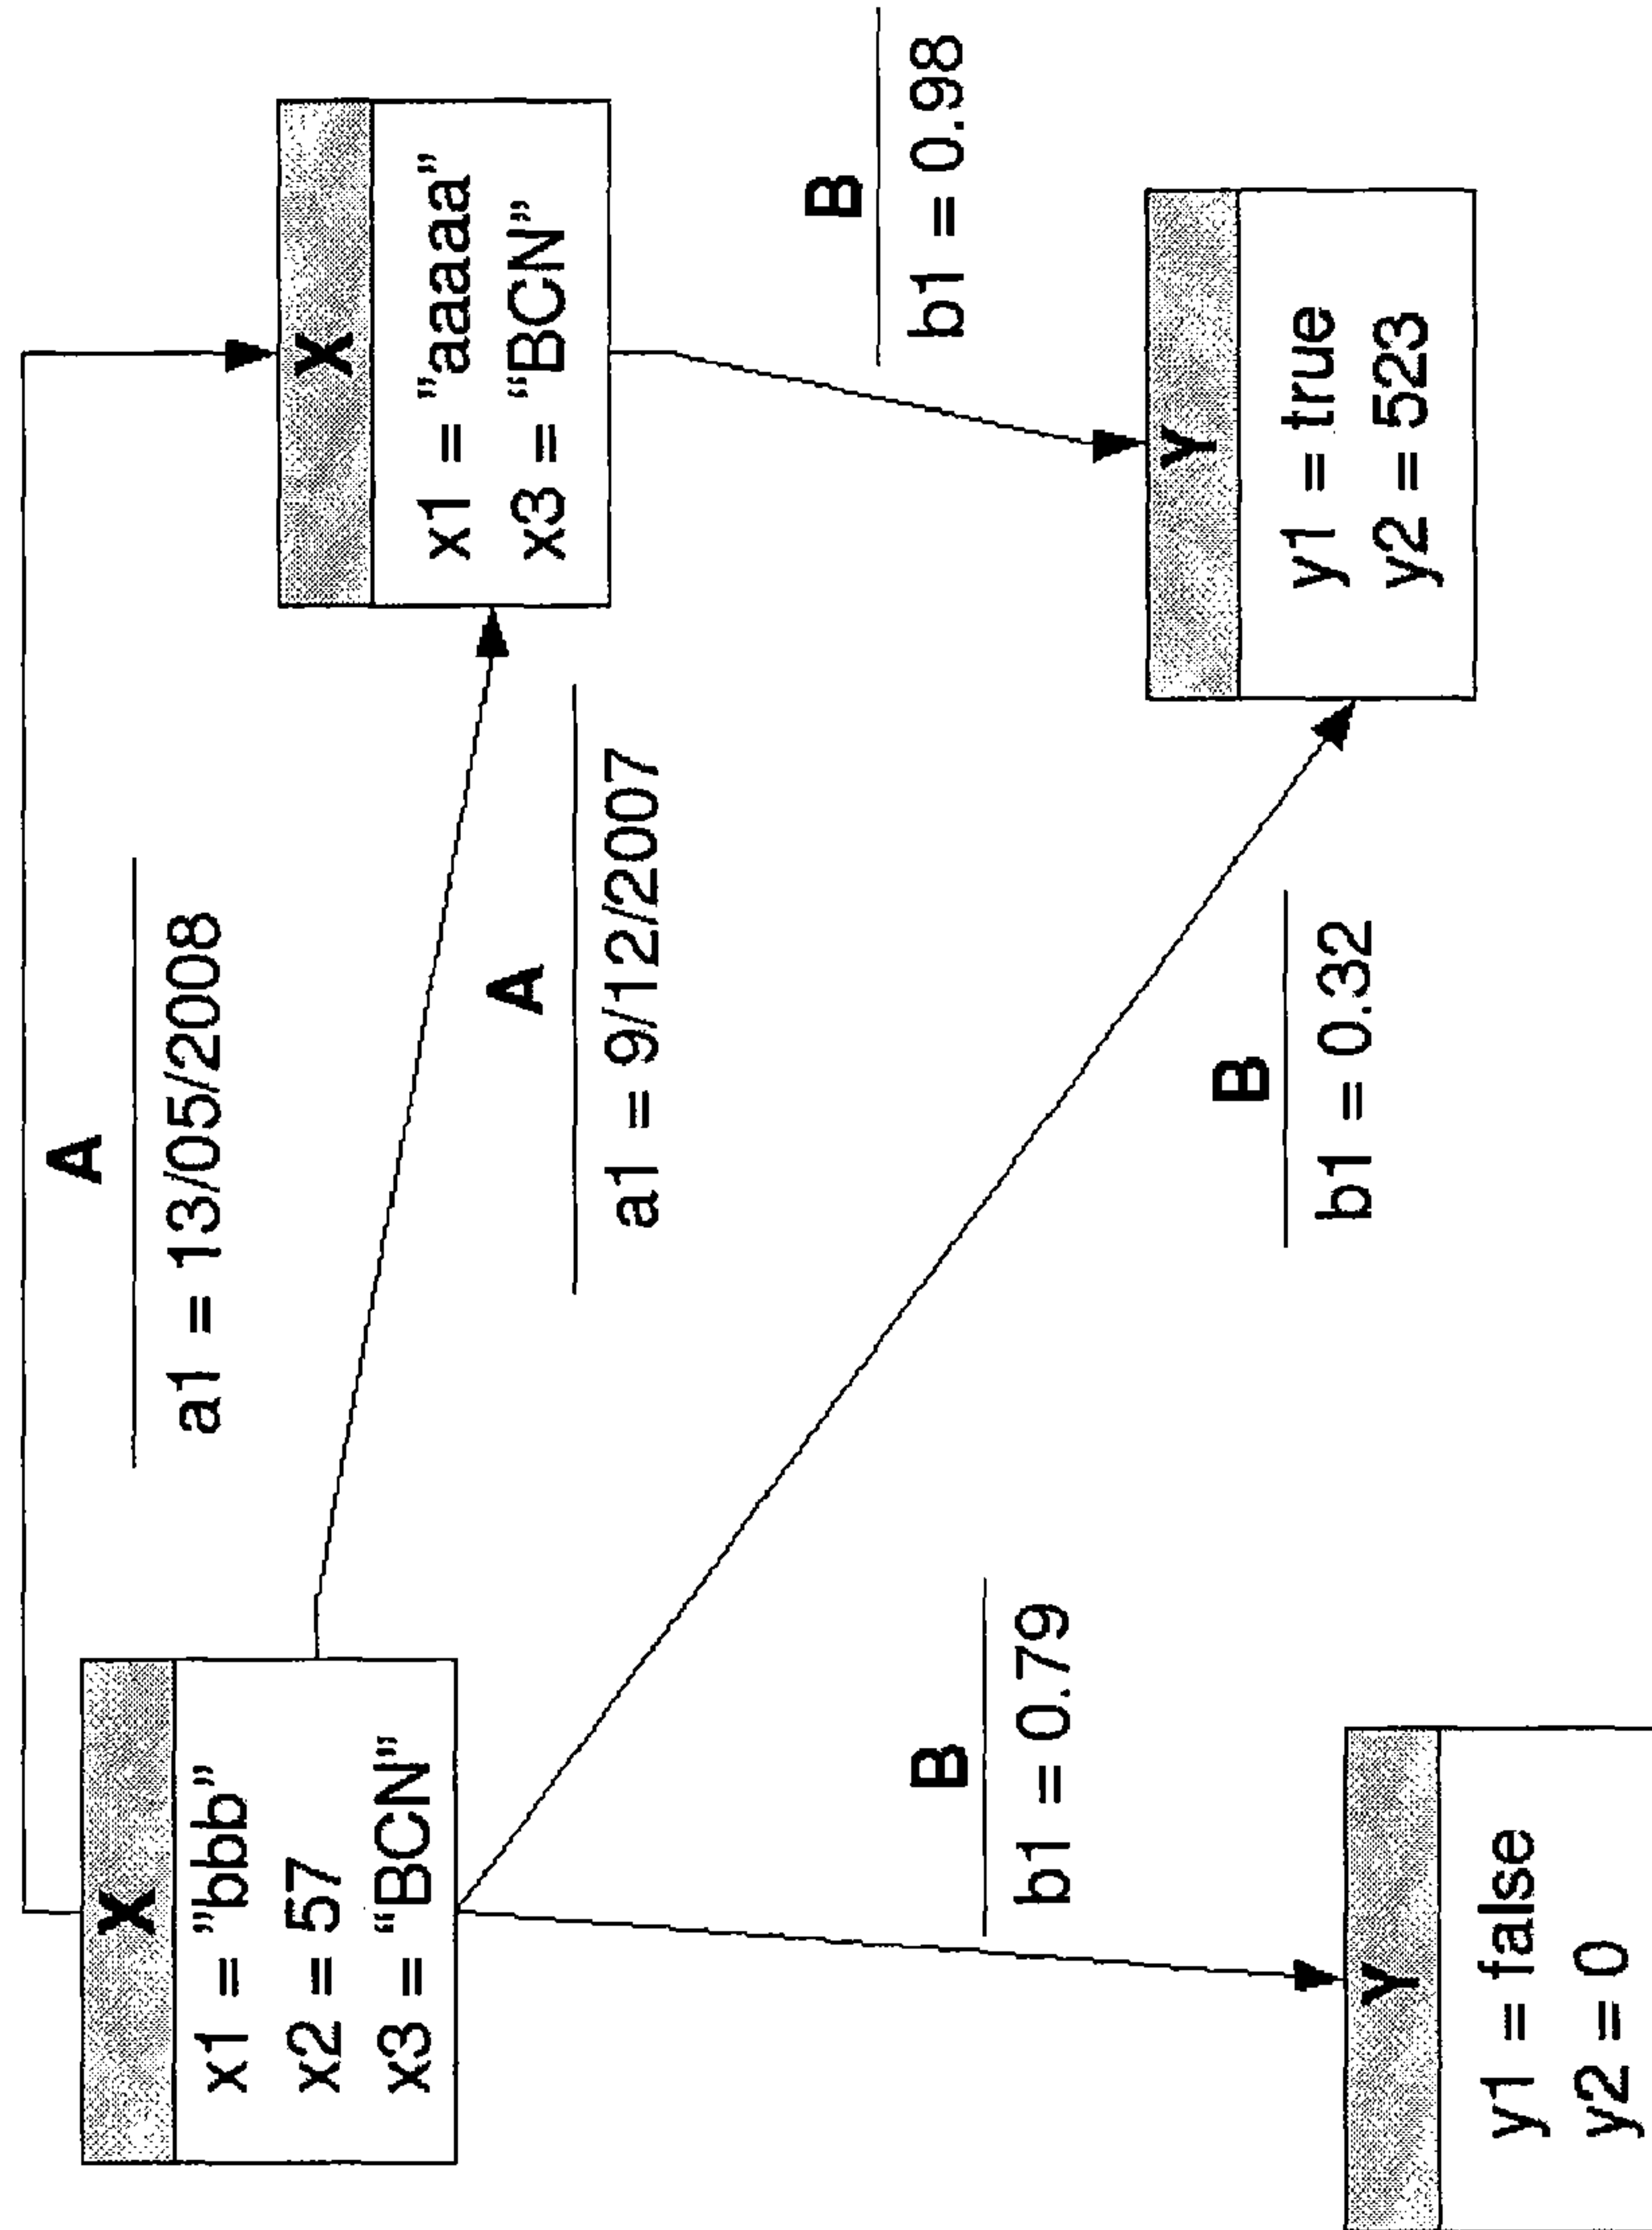 A
a1 = 13/05/2008
X
x1 = "bbb"
x2 = 57
x3 = “BCN”
X
x1 = "aaaaa”
x3 = “BCN”
A
a1 = 9/12/2007
B
b1 = 0.98
B
b1 = 0.79
B
b1 = 0.32
Y
y1 = true
y2 = 523
Y
y1 = false
y2 = 0